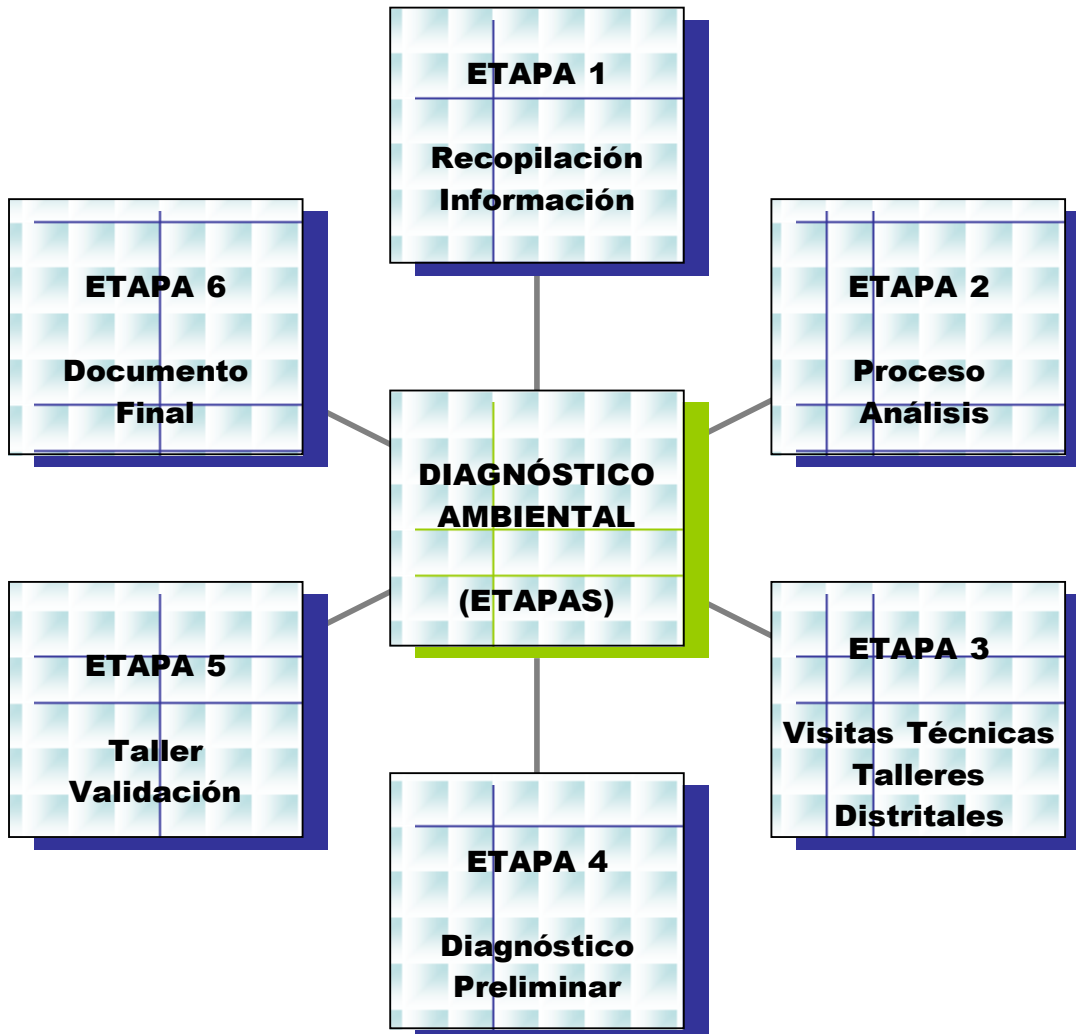 ETAPA 1
Recopilación
Información
ETAPA 2
Proceso
Análisis
ETAPA 3
Visitas Técnicas
Talleres
Distritales
ETAPA 4
Diagnóstico
Preliminar
ETAPA 5
Taller
Validación
ETAPA 6
Documento
Final
DIAGNÓSTICO
AMBIENTAL
(ETAPAS)